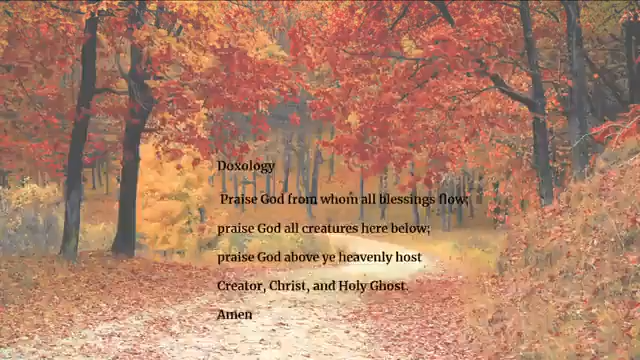 Doxology
Praise God from whom all blessings flow;
praise God all creatures here below;
praise God above ye heavenly host
Creator, Christ, and Holy Ghost.
Amen